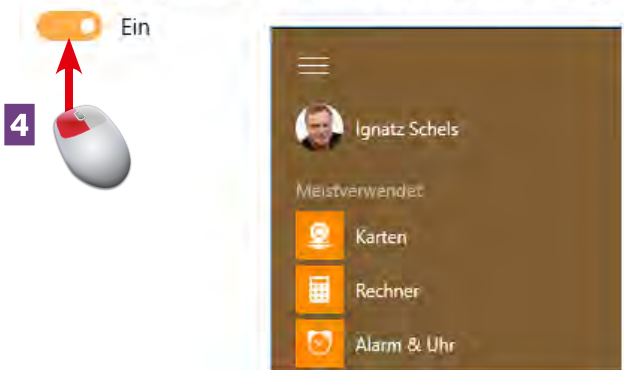 Ein
4
Ignatz Schels
Meistverwendet
Karten
Rechner
Alarm & Uhr